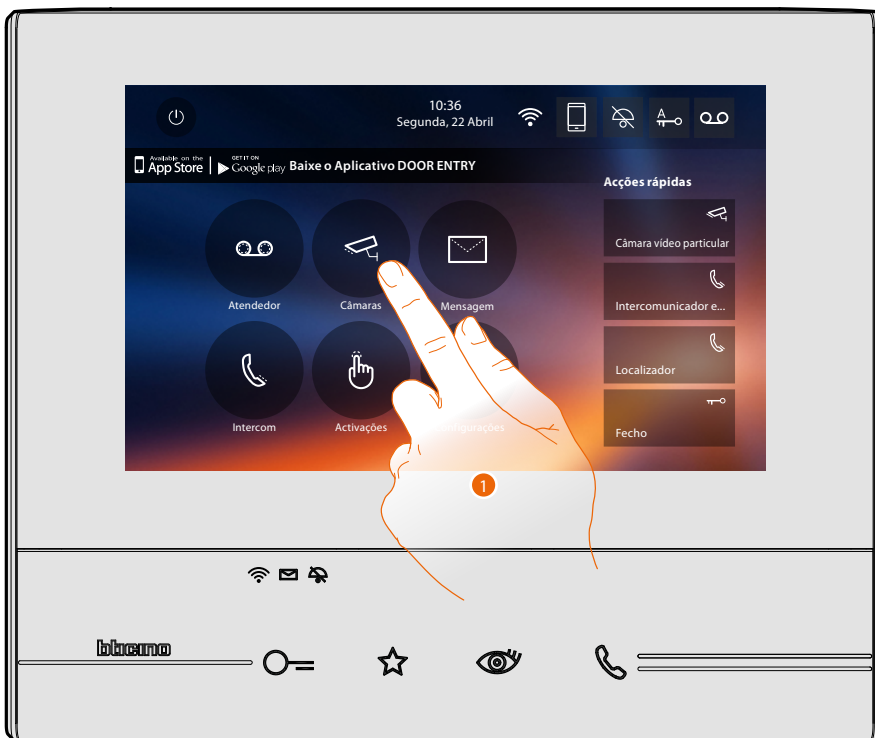 10:36
Segunda, 22 Abril
A
Available on the
App Store
GET IT ON
Google play
Baixe o Aplicativo DOOR ENTRY
Acções rápidas
Atendedor
Câmaras
Mensagem
Intercom
Activações
Câmara vídeo particular
Intercomunicador e...
Localizador
Fecho
1
bticino